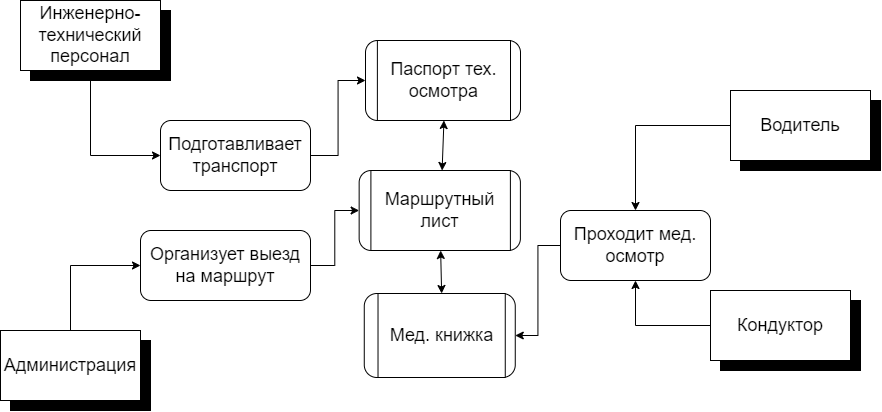 Инженерно-
технический
персонал
Паспорт тех.
осмотра
Водитель
Подготавливает
транспорт
Маршрутный
лист
Организует выезд
на маршрут
Проходит мед.
осмотр
Мед. книжка
Кондуктор
Администрация